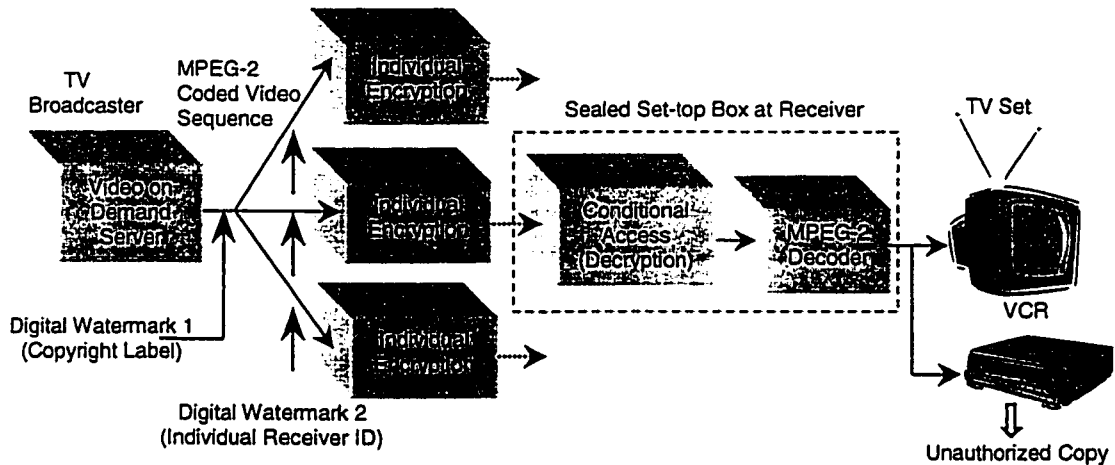 TV
Broadcaster
MPEG-2
Coded Video
Sequence
Individual
Encryption
Sealed Set-top Box at Receiver
TV Set
Video on
Demand
Server
Individual
Encryption
Conditional
Access
(Decryption)
MPEG-2
Decoder
VCR
Digital Watermark 1
(Copyright Label)
Individual
Encryption
Digital Watermark 2
(Individual Receiver ID)
Unauthorized Copy